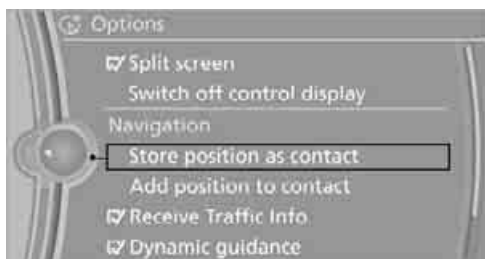 Options
Split screen
Switch off control display
Navigation
Store position as contact
Add position to contact
Receive Traffic Info
Dynamic guidance